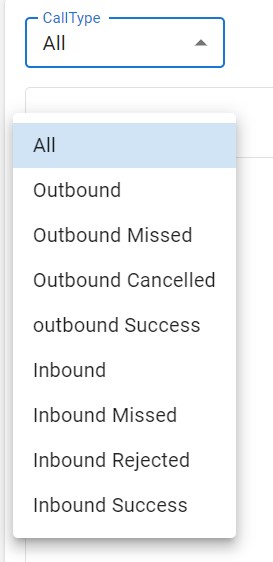 CallType
All
All
Outbound
Outbound Missed
Outbound Cancelled
outbound Success
Inbound
Inbound Missed
Inbound Rejected
Inbound Success